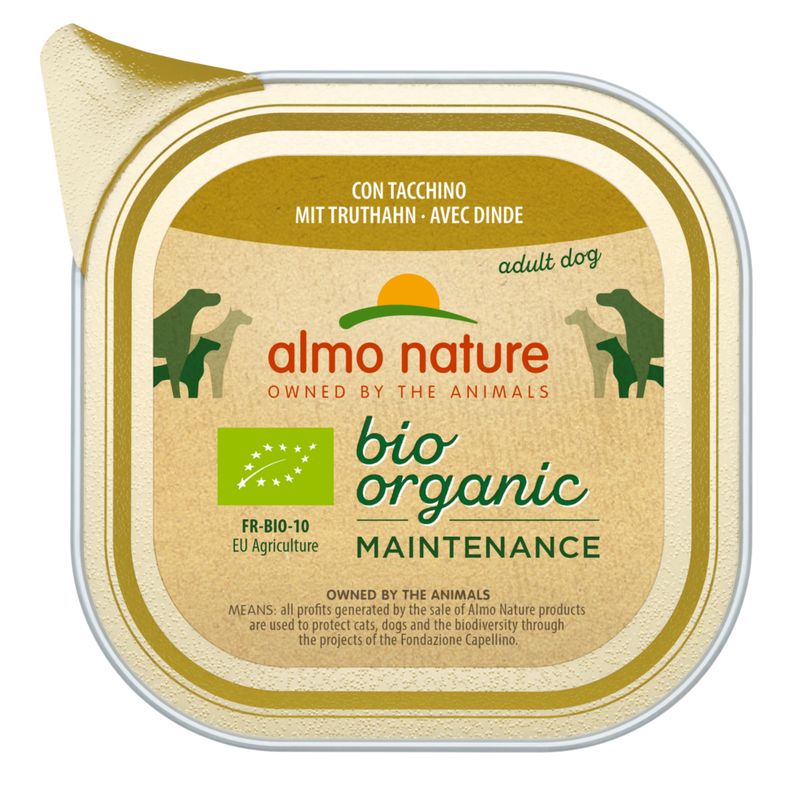 CON TACCHINO
MIT TRUTHAHN · AVEC DINDE
adult dog
almo nature
OWNED BY THE ANIMALS
bio
organic
MAINTENANCE
FR-BIO-10
EU Agriculture
OWNED BY THE ANIMALS
MEANS: all profits generated by the sale of Almo Nature products
are used to protect cats, dogs and the biodiversity through
the projects of the Fondazione Capellino.